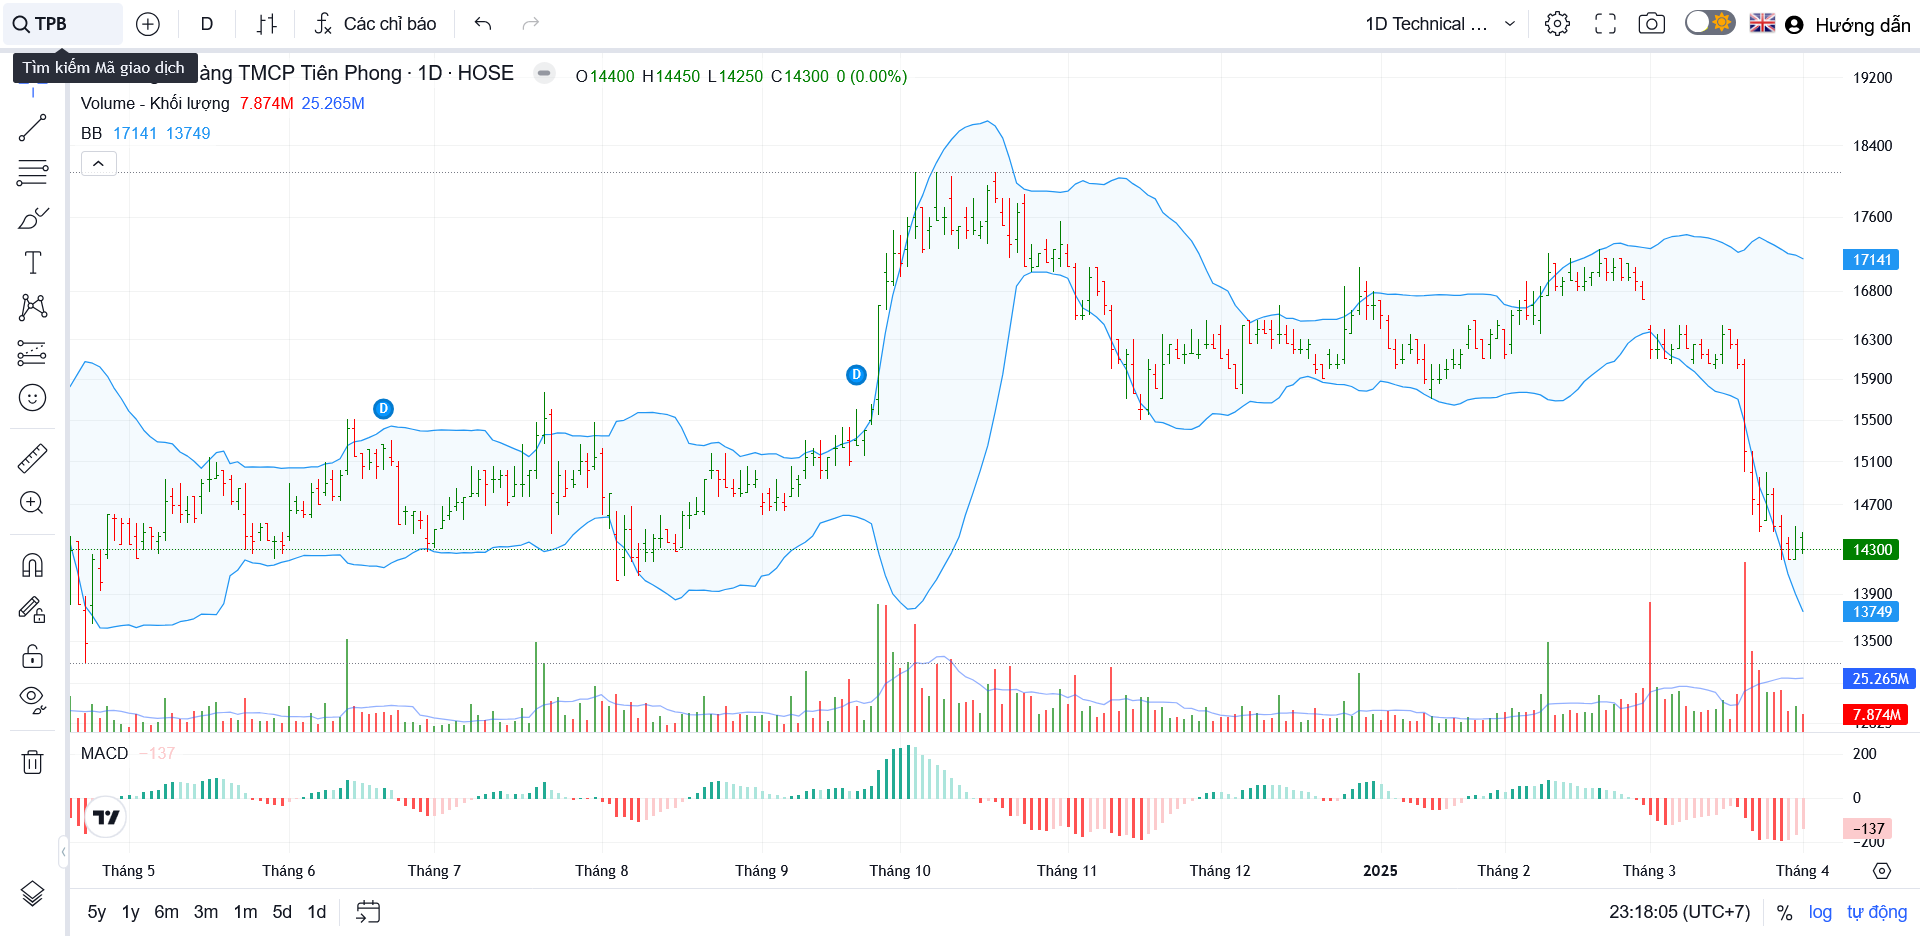 TPB
D
Các chỉ báo
1D Technical ...
Hướng dẫn
Tìm kiếm Mã giao dịch
àng TMCP Tiên Phong · 1D · HOSE
O14400 H14450 L14250 C14300 0 (0.00%)
Volume - Khối lượng 7.874M 25.265M
BB 17141 13749
19200
18400
17600
17141
16800
16300
15900
15500
15100
14700
14300
13900
13749
13500
25.265M
7.874M
D
D
MACD −137
200
0
−137
−200
Tháng 5
Tháng 6
Tháng 7
Tháng 8
Tháng 9
Tháng 10
Tháng 11
Tháng 12
2025
Tháng 2
Tháng 3
Tháng 4
5y 1y 6m 3m 1m 5d 1d
23:18:05 (UTC+7) % log tự động